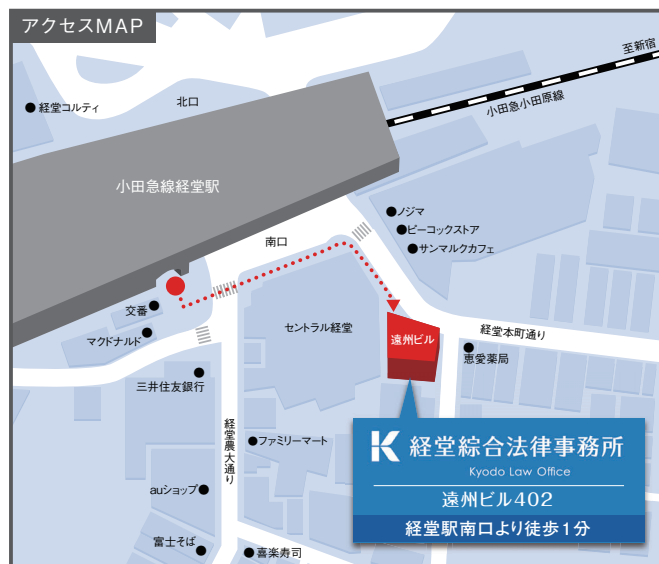 アクセスMAP
至新宿
北口
経堂コルティ
小田急小田原線
小田急線経堂駅
ノジマ
ピーコックストア
サンマルクカフェ
南口
交番
マクドナルド
セントラル経堂
遠州ビル
経堂本町通り
恵愛薬局
三井住友銀行
経堂農大通り
ファミリーマート
K 経堂綜合法律事務所
Kyodo Law Office
遠州ビル402
経堂駅南口より徒歩1分
auショップ
富士そば
喜楽寿司